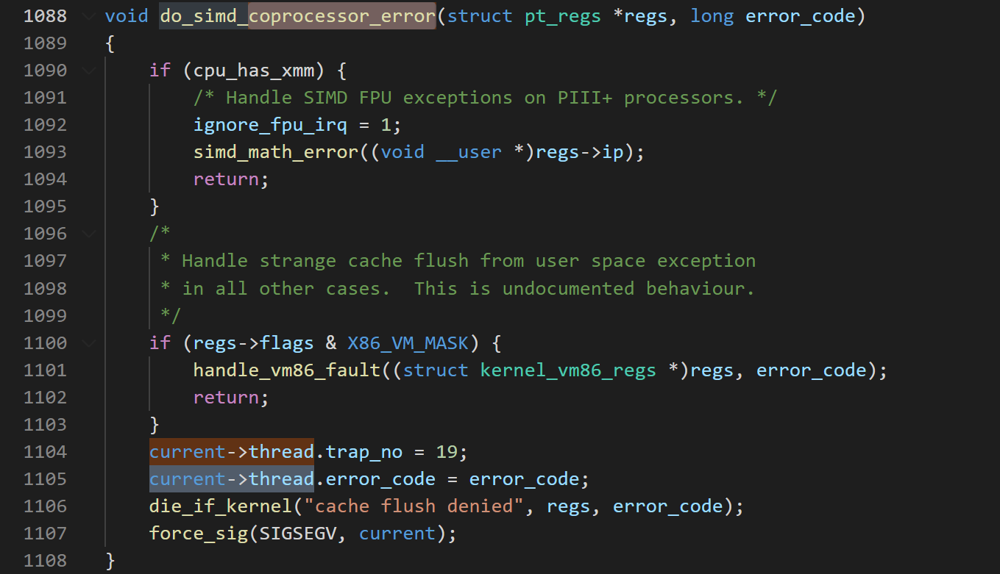 1088 void do_simd_coprocessor_error(struct pt_regs *regs, long error_code)
1089 {
1090     if (cpu_has_xmm) {
1091         /* Handle SIMD FPU exceptions on PIII+ processors. */
1092         ignore_fpu_irq = 1;
1093         simd_math_error((void __user *)regs->ip);
1094         return;
1095     }
1096     /*
1097      * Handle strange cache flush from user space exception
1098      * in all other cases.  This is undocumented behaviour.
1099      */
1100     if (regs->flags & X86_VM_MASK) {
1101         handle_vm86_fault((struct kernel_vm86_regs *)regs, error_code);
1102         return;
1103     }
1104     current->thread.trap_no = 19;
1105     current->thread.error_code = error_code;
1106     die_if_kernel("cache flush denied", regs, error_code);
1107     force_sig(SIGSEGV, current);
1108 }